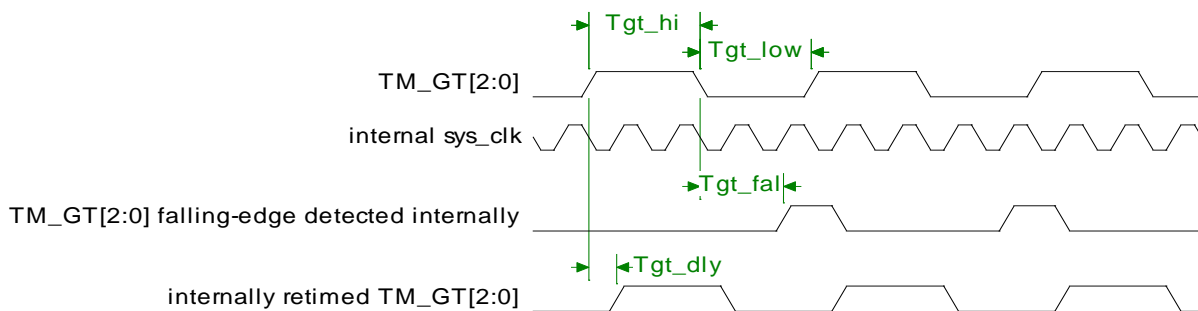 Tgt_hi
Tgt_low
TM_GT[2:0]
internal sys_clk
Tgt_fal
TM_GT[2:0] falling-edge detected internally
Tgt_dly
internally retimed TM_GT[2:0]